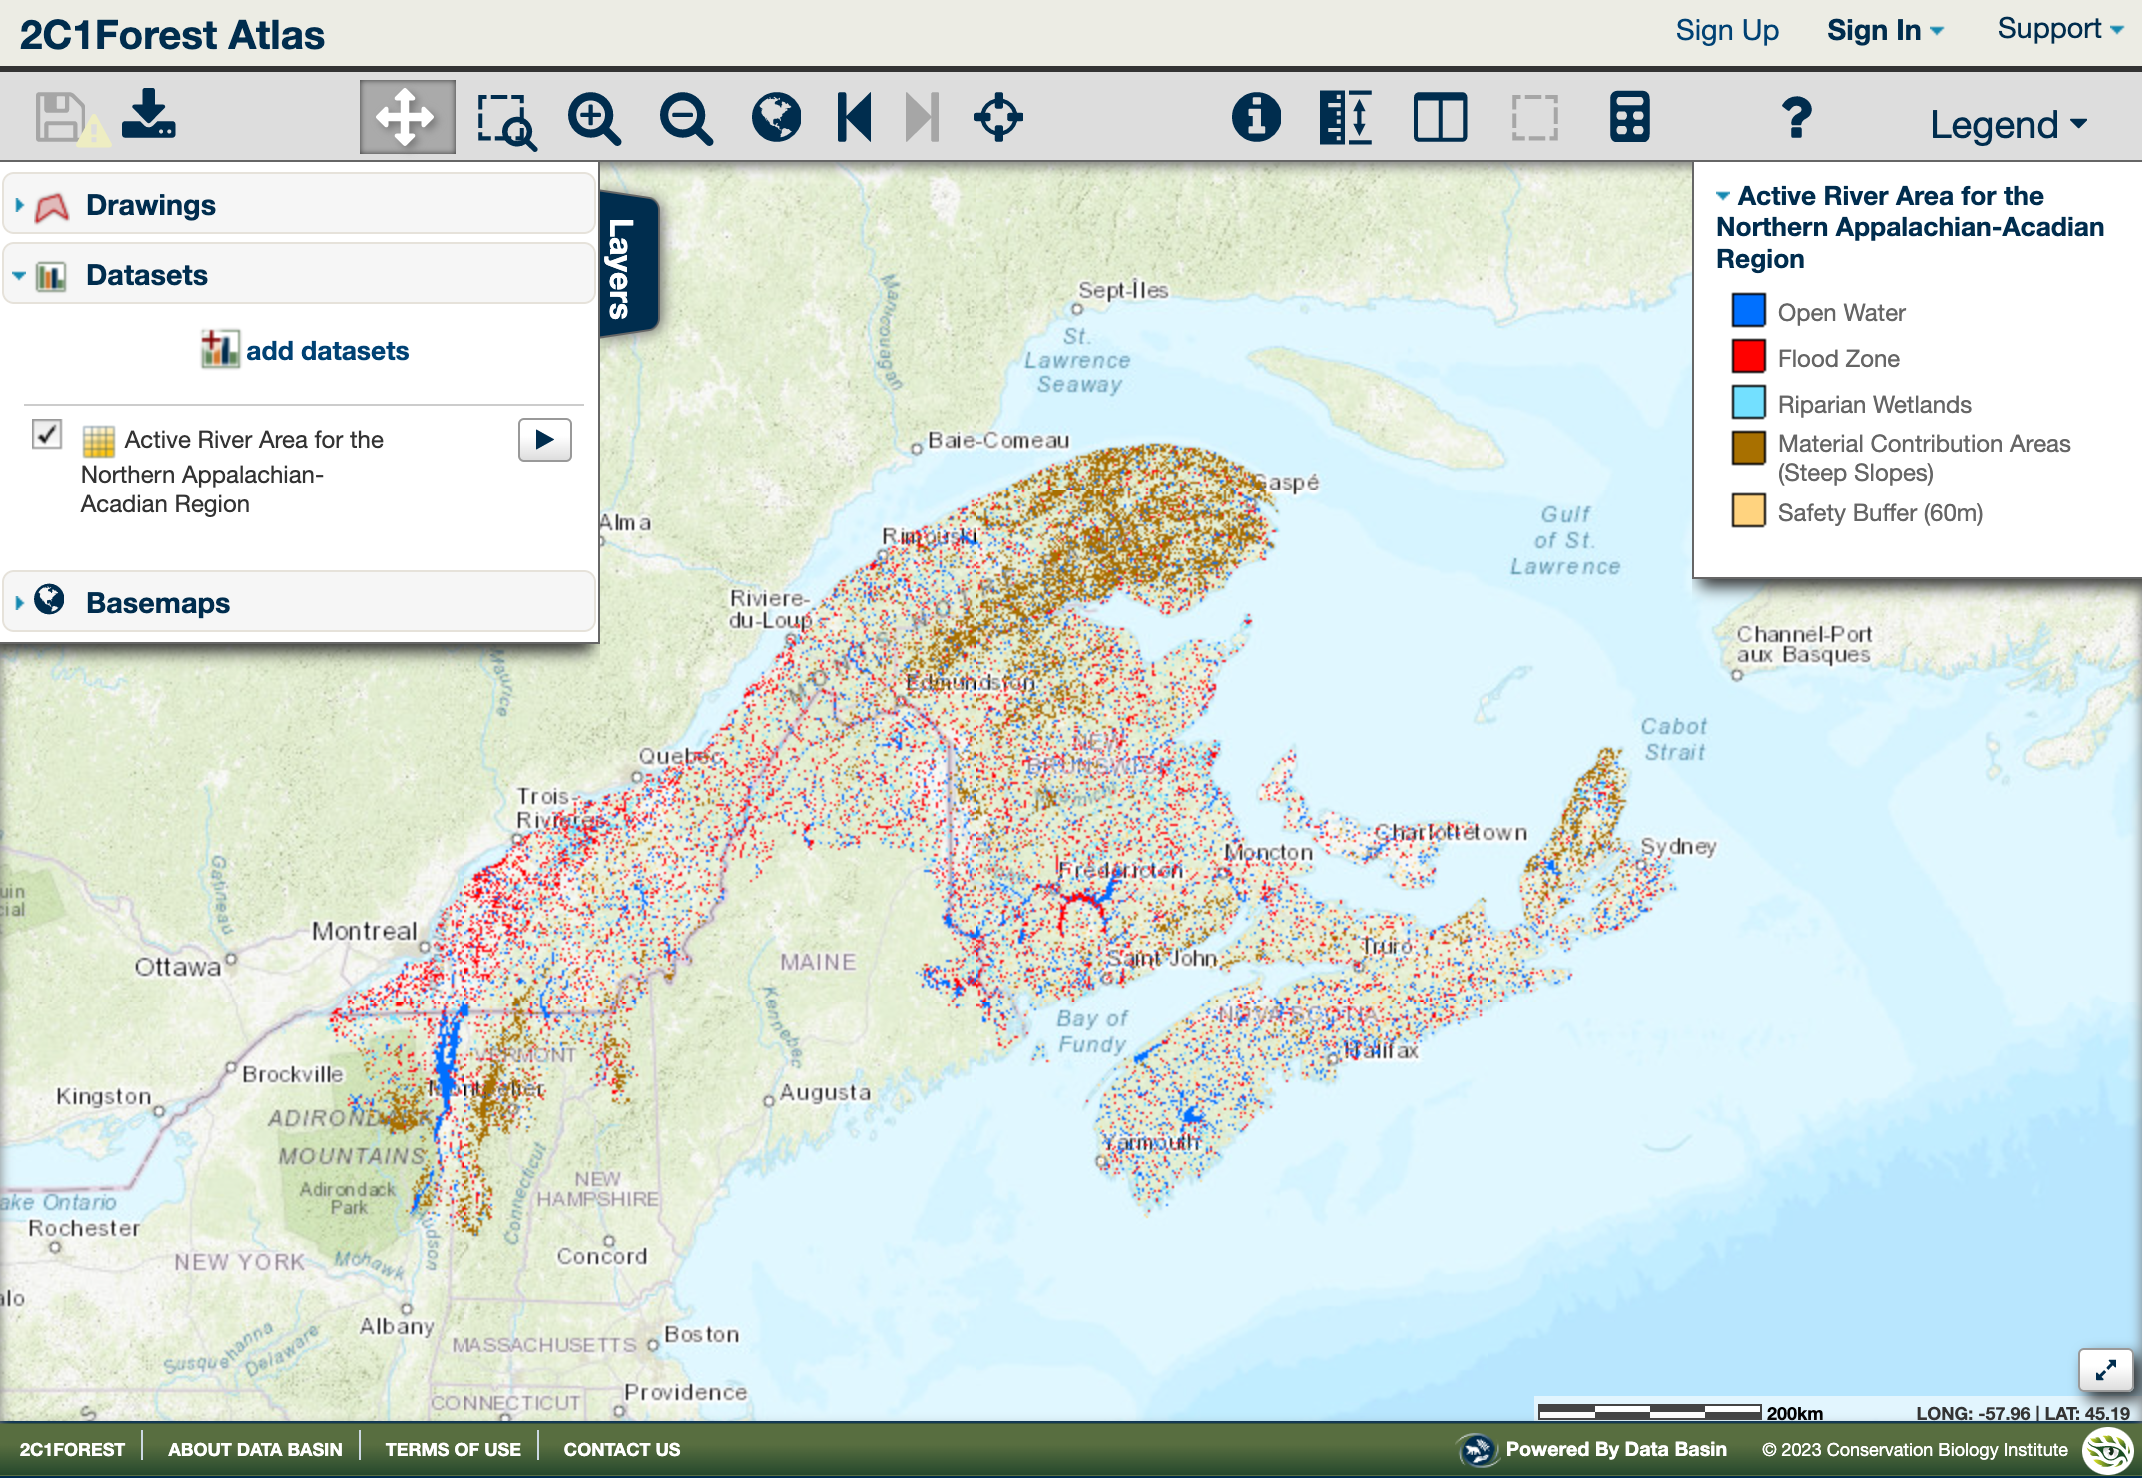 2C1Forest Atlas
Sign Up
Sign In
Support
Legend
Drawings
Datasets
add datasets
Active River Area for the
Northern Appalachian-
Acadian Region
Basemaps
Layers
Active River Area for the
Northern Appalachian-Acadian
Region
Open Water
Flood Zone
Riparian Wetlands
Material Contribution Areas
(Steep Slopes)
Safety Buffer (60m)
Manicouagan
Sept-Îles
St.
Lawrence
Seaway
Baie-Comeau
Gaspé
Gulf
of St.
Lawrence
Alma
Rimouski
Riviere-
du-Loup
Channel-Port
aux Basques
Maurice
Edmundston
Cabot
Strait
NEW
BRUNSWICK
Quebec
Trois-
Rivieres
Charlottetown
Moncton
Sydney
Gatineau
Fredericton
Montreal
Ottawa
MAINE
Truro
Saint John
Kennebec
Bay of
Fundy
NOVA SCOTIA
Halifax
VERMONT
Brockville
Montpelier
Kingston
Augusta
ADIRONDACK
MOUNTAINS
Yarmouth
Adirondack
Park
Connecticut
NEW
HAMPSHIRE
ake Ontario
Rochester
Hudson
Concord
NEW YORK
Mohawk
alo
Albany
Boston
MASSACHUSETTS
Susquehanna
Delaware
Providence
CONNECTICUT
200km
LONG: -57.96 | LAT: 45.19
2C1FOREST
ABOUT DATA BASIN
TERMS OF USE
CONTACT US
Powered By Data Basin
© 2023 Conservation Biology Institute